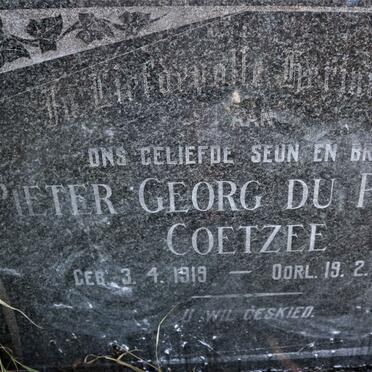 In Liefdevolle Herin
AAN
ONS GELIEFDE SEUN EN BR
PIETER GEORG DU P
COETZEE
GEB. 3. 4. 1919 — OORL. 19. 2.
U WIL GESKIED.